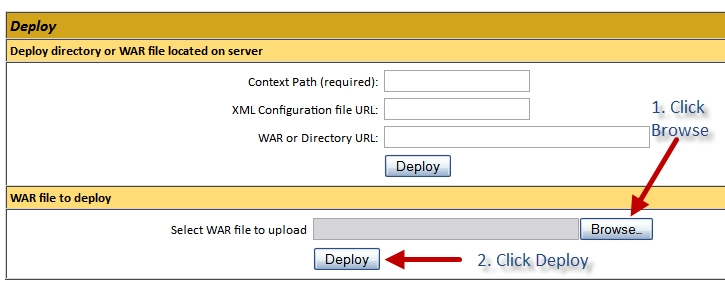 Deploy
Deploy directory or WAR file located on server
Context Path (required):
XML Configuration file URL:
WAR or Directory URL:
Deploy
1. Click
Browse
WAR file to deploy
Select WAR file to upload
Browse...
Deploy
2. Click Deploy